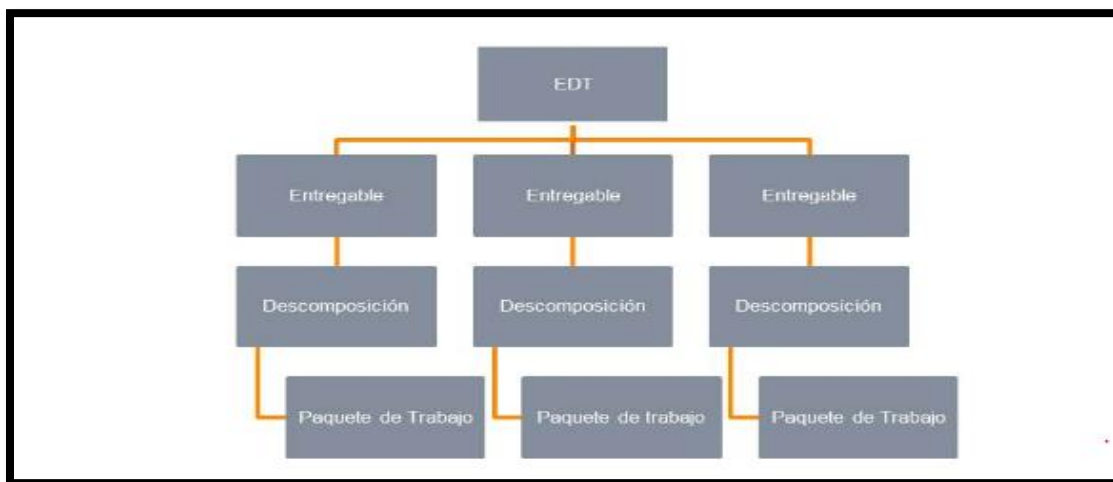 EDT
Entregable
Entregable
Entregable
Descomposición
Descomposición
Descomposición
Paquete de Trabajo
Paquete de trabajo
Paquete de Trabajo